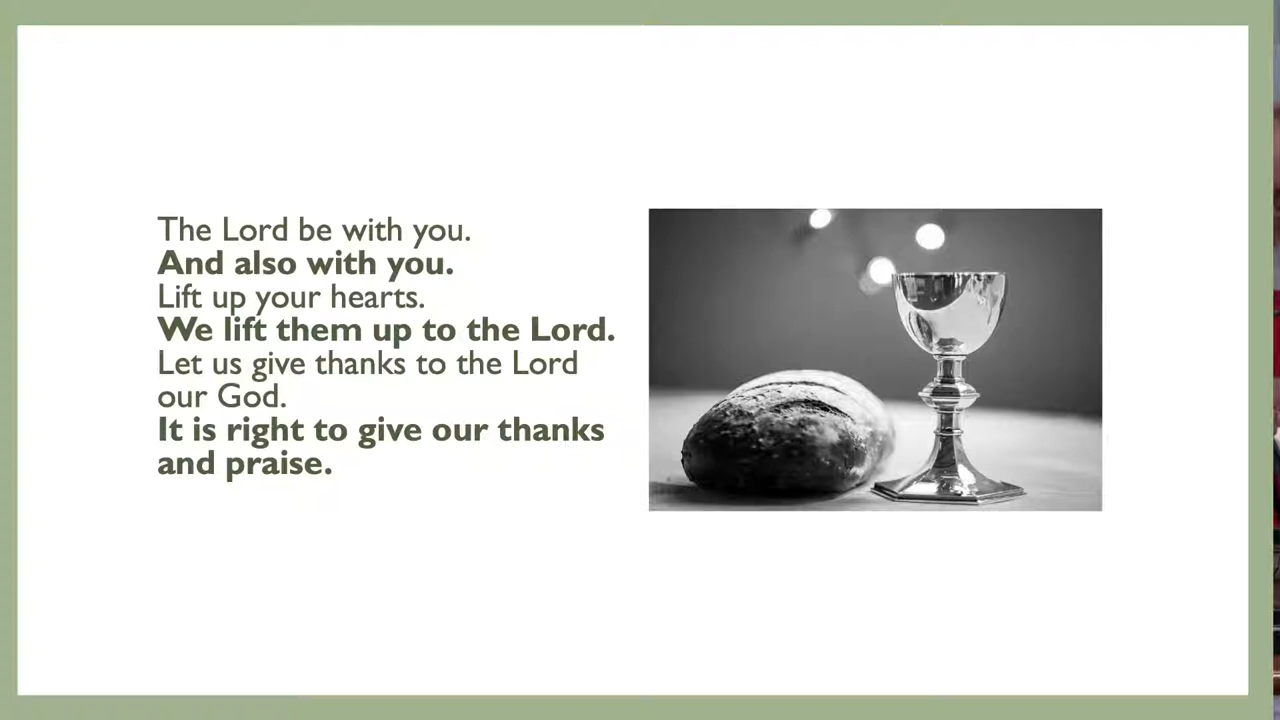 The Lord be with you.
And also with you.
Lift up your hearts.
We lift them up to the Lord.
Let us give thanks to the Lord
our God.
It is right to give our thanks
and praise.